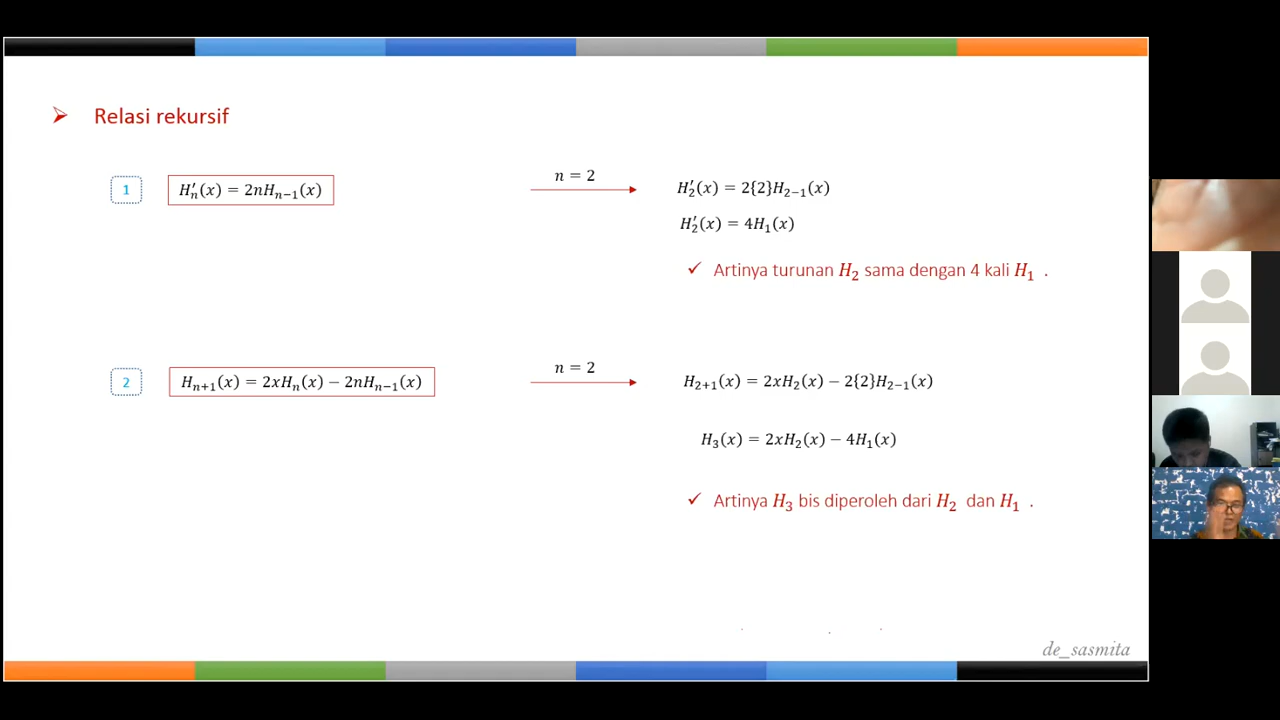 Relasi rekursif
1
H′ₙ(x) = 2nHₙ₋₁(x)
n = 2
H′₂(x) = 2{2}H₂₋₁(x)
H′₂(x) = 4H₁(x)
✓ Artinya turunan H₂ sama dengan 4 kali H₁ .
2
Hₙ₊₁(x) = 2xHₙ(x) − 2nHₙ₋₁(x)
n = 2
H₂₊₁(x) = 2xH₂(x) − 2{2}H₂₋₁(x)
H₃(x) = 2xH₂(x) − 4H₁(x)
✓ Artinya H₃ bis diperoleh dari H₂ dan H₁ .
de_sasmita